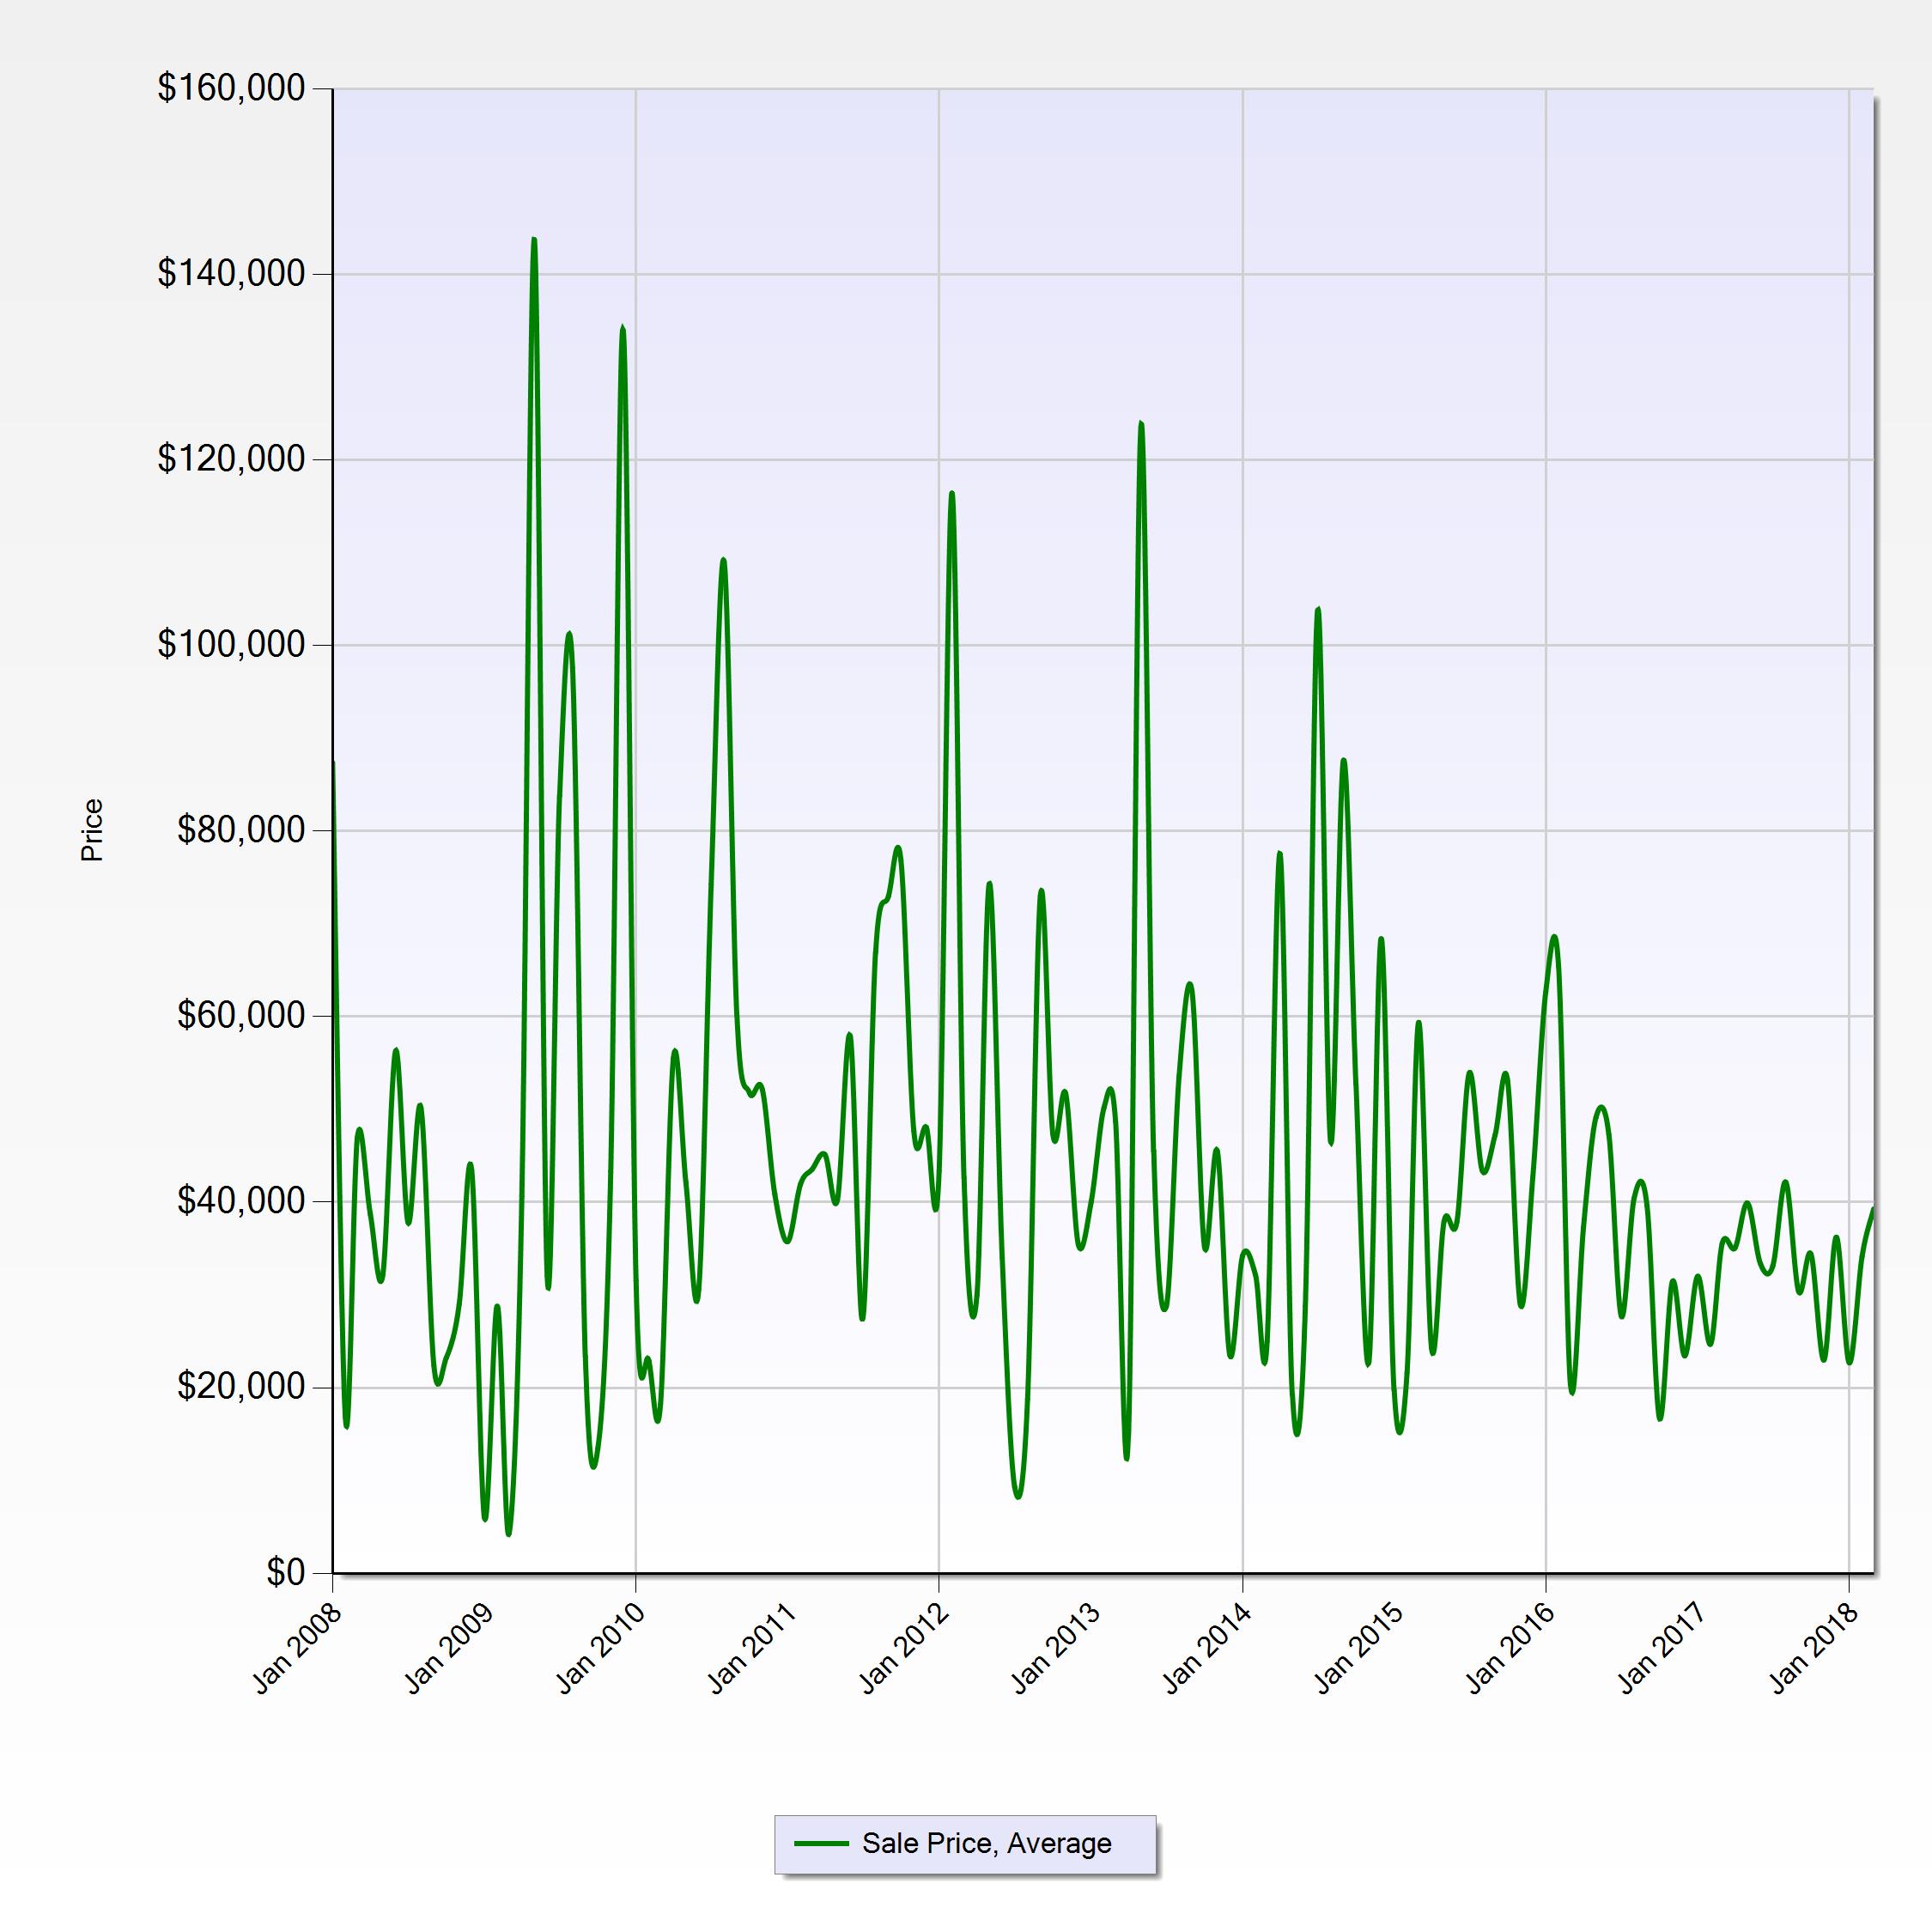 $160,000
$140,000
$120,000
$100,000
$80,000
$60,000
$40,000
$20,000
$0
Price
Jan 2008
Jan 2009
Jan 2010
Jan 2011
Jan 2012
Jan 2013
Jan 2014
Jan 2015
Jan 2016
Jan 2017
Jan 2018
Sale Price, Average